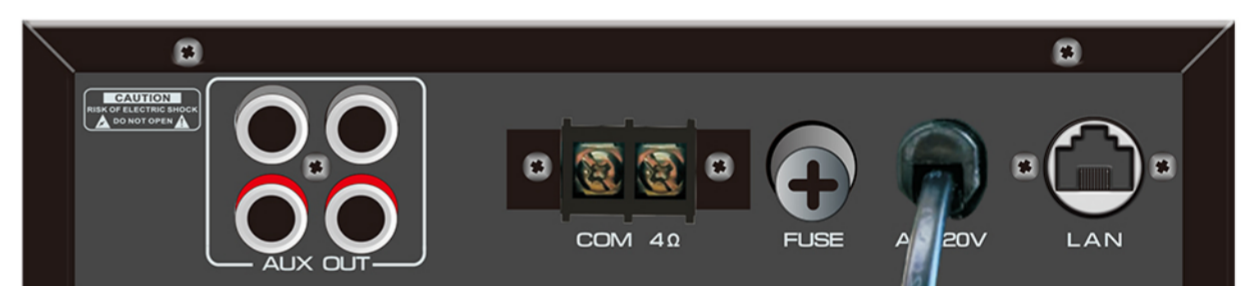 CAUTION
RISK OF ELECTRIC SHOCK
DO NOT OPEN
AUX OUT
COM 4Ω
FUSE
LAN